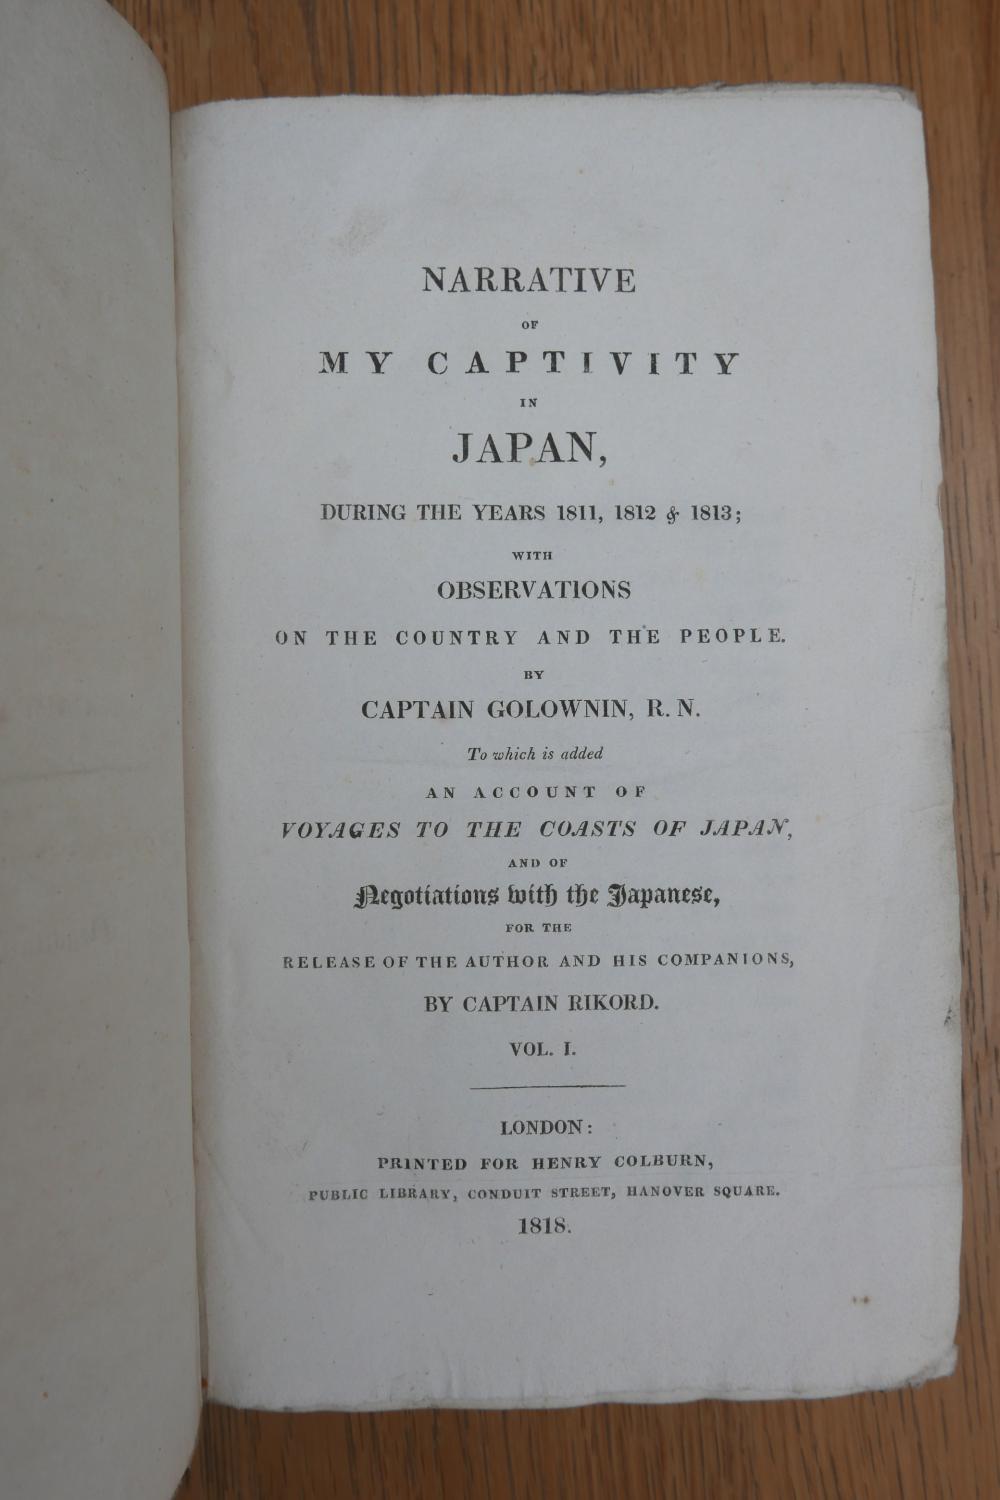 NARRATIVE
OF
MY CAPTIVITY
IN
JAPAN,
DURING THE YEARS 1811, 1812 & 1813;
WITH
OBSERVATIONS
ON THE COUNTRY AND THE PEOPLE.
BY
CAPTAIN GOLOWNIN, R. N.
To which is added
AN ACCOUNT OF
VOYAGES TO THE COASTS OF JAPAN,
AND OF
Negotiations with the Japanese,
FOR THE
RELEASE OF THE AUTHOR AND HIS COMPANIONS,
BY CAPTAIN RIKORD.
VOL. I.
LONDON:
PRINTED FOR HENRY COLBURN,
PUBLIC LIBRARY, CONDUIT STREET, HANOVER SQUARE.
1818.